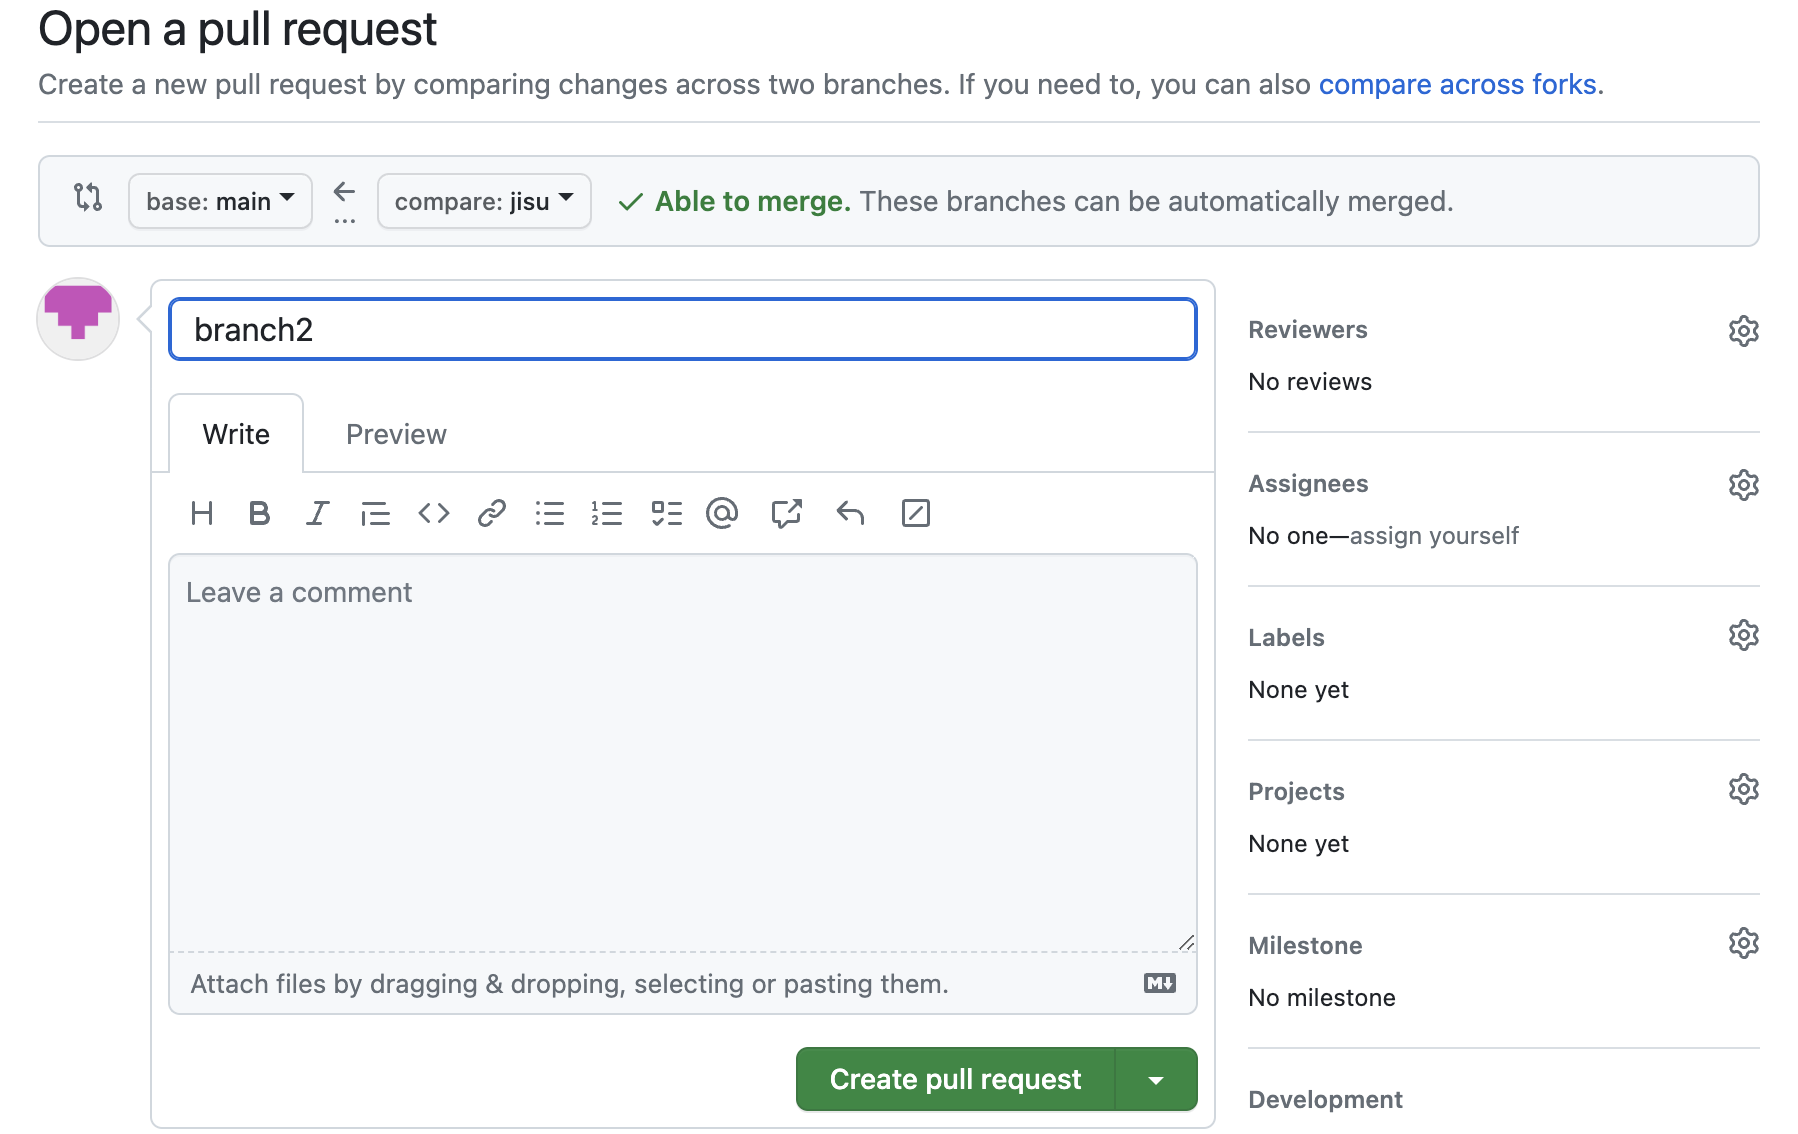 Open a pull request
Create a new pull request by comparing changes across two branches. If you need to, you can also compare across forks.
base: main
...
compare: jisu
Able to merge. These branches can be automatically merged.
branch2
Write
Preview
Leave a comment
Attach files by dragging & dropping, selecting or pasting them.
Create pull request
Reviewers
No reviews
Assignees
No one—assign yourself
Labels
None yet
Projects
None yet
Milestone
No milestone
Development